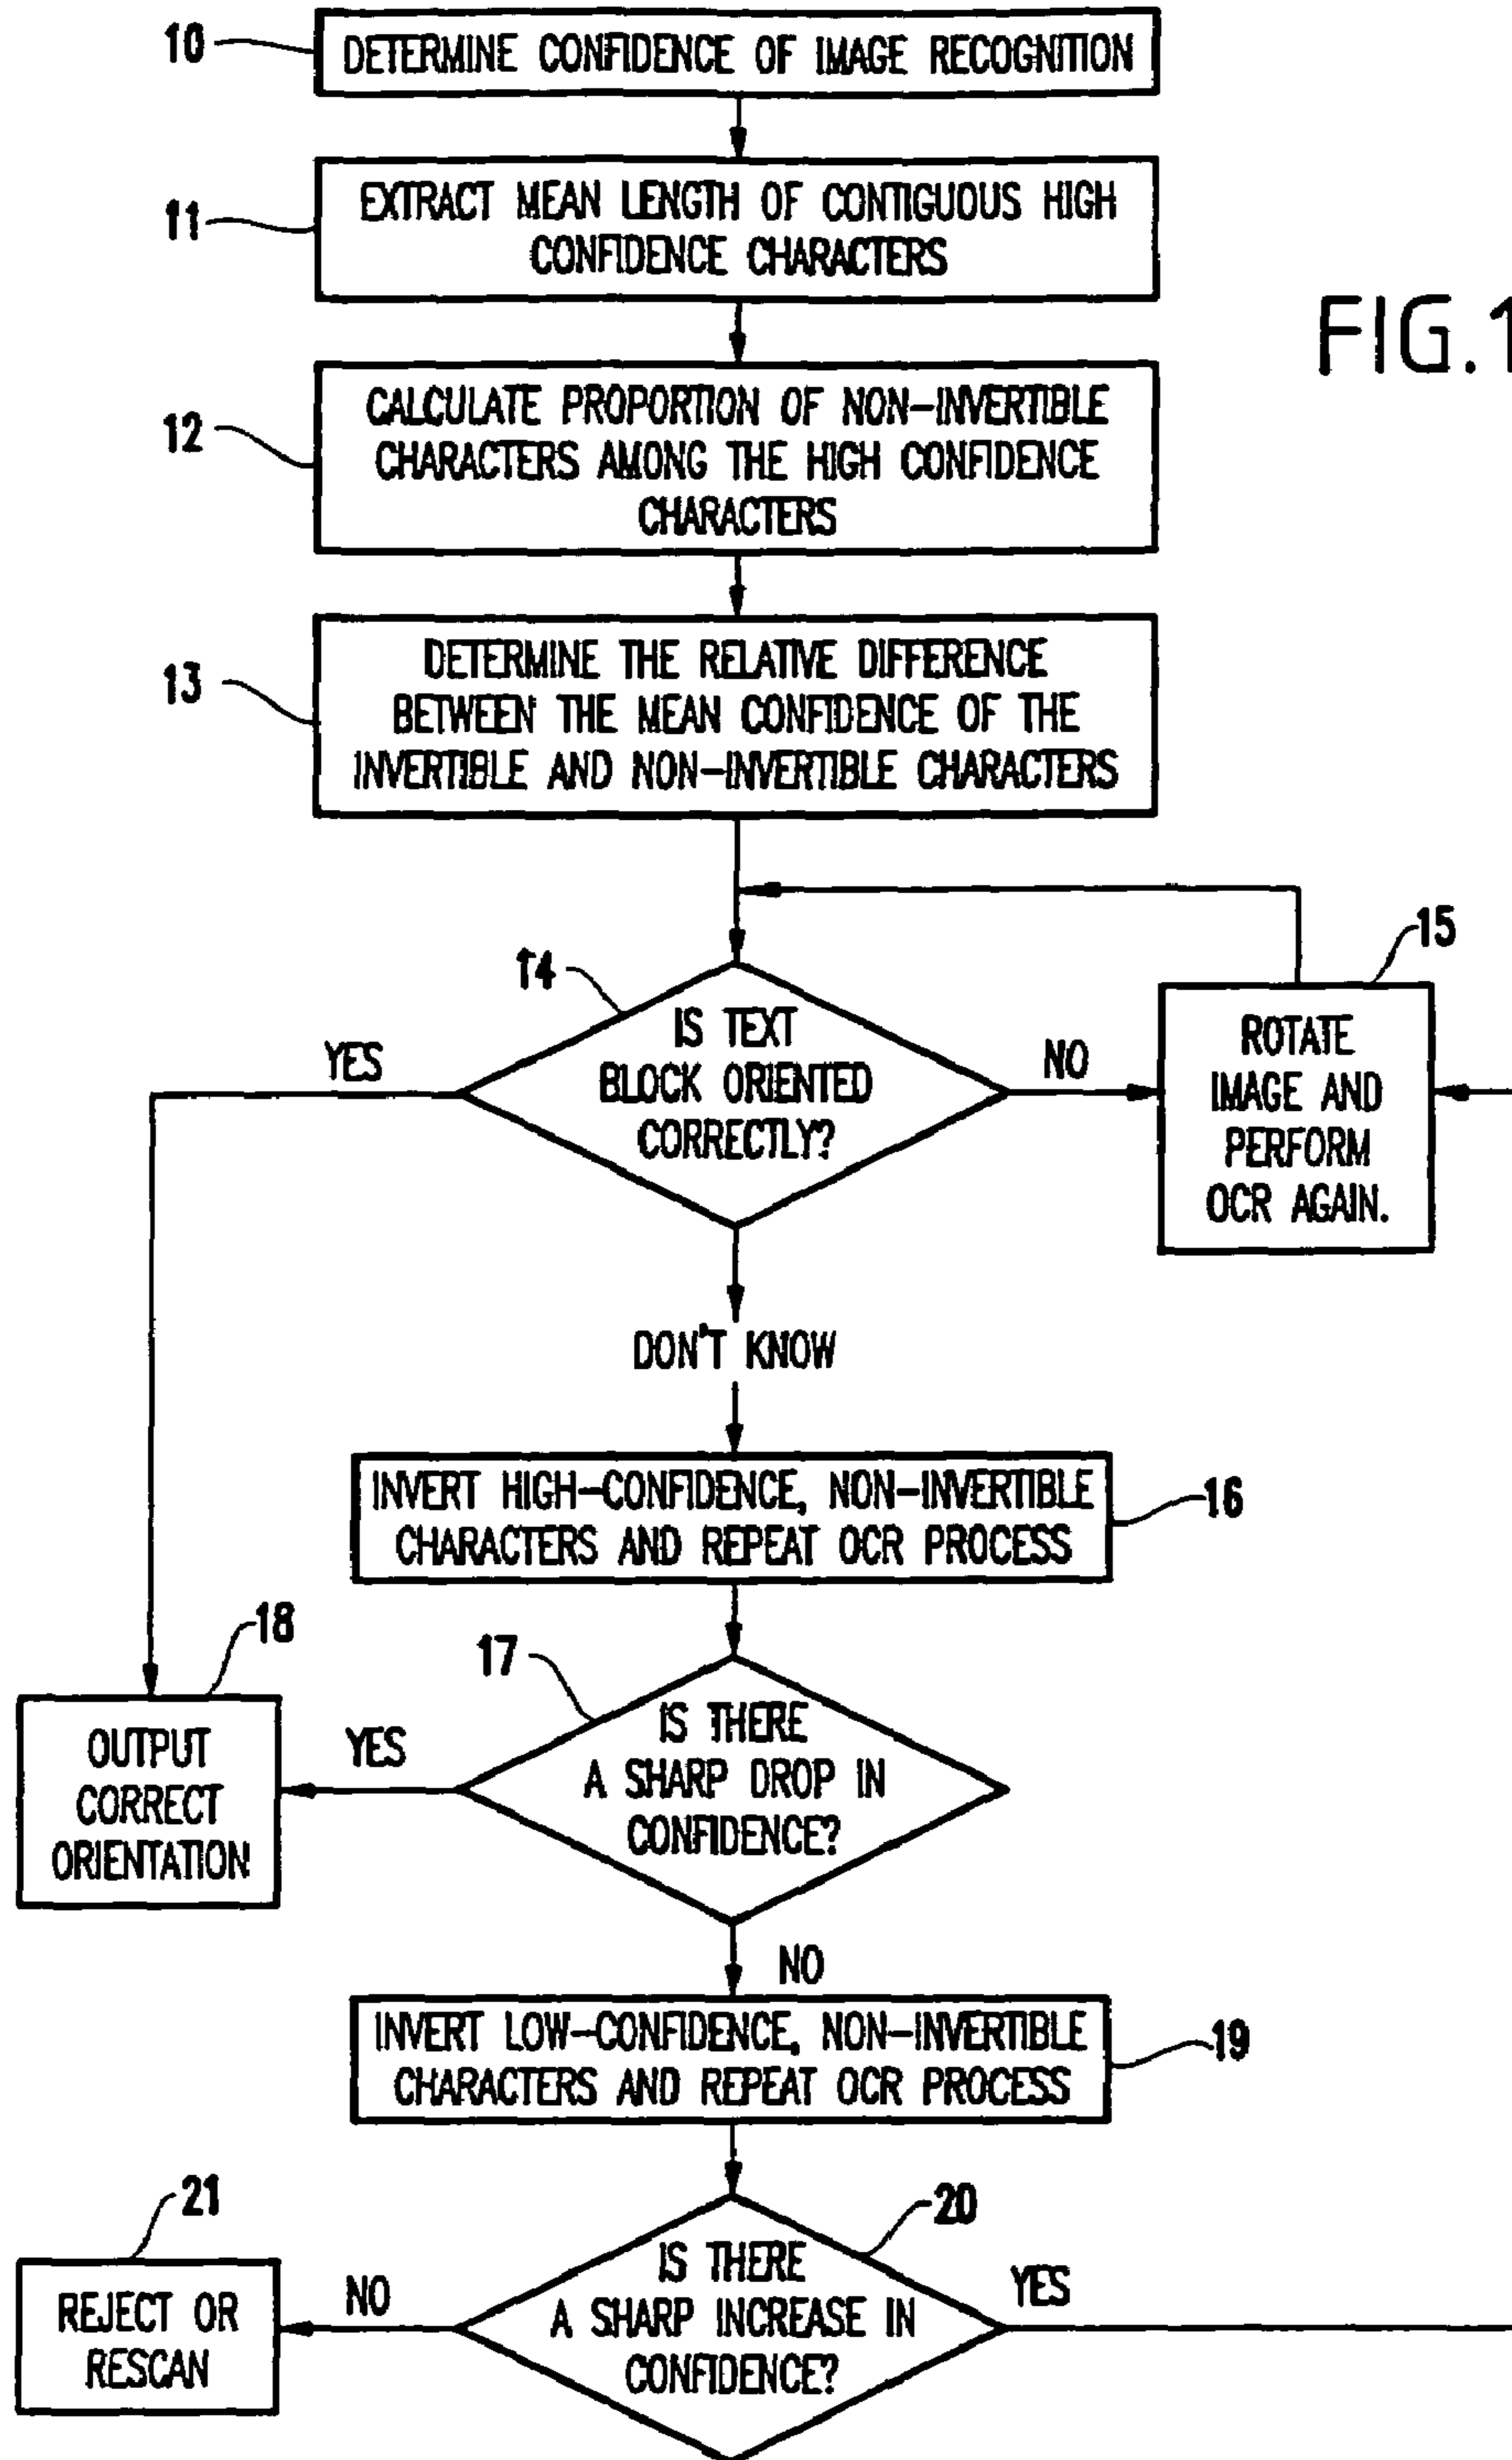 10
DETERMINE CONFIDENCE OF IMAGE RECOGNITION
11
EXTRACT MEAN LENGTH OF CONTIGUOUS HIGH
CONFIDENCE CHARACTERS
FIG.1
12
CALCULATE PROPORTION OF NON-INVERTIBLE
CHARACTERS AMONG THE HIGH CONFIDENCE
CHARACTERS
13
DETERMINE THE RELATIVE DIFFERENCE
BETWEEN THE MEAN CONFIDENCE OF THE
INVERTIBLE AND NON-INVERTIBLE CHARACTERS
14
IS TEXT
BLOCK ORIENTED
CORRECTLY?
YES
NO
15
ROTATE
IMAGE AND
PERFORM
OCR AGAIN.
DON'T KNOW
INVERT HIGH-CONFIDENCE, NON-INVERTIBLE
CHARACTERS AND REPEAT OCR PROCESS
16
17
IS THERE
A SHARP DROP IN
CONFIDENCE?
YES
18
OUTPUT
CORRECT
ORIENTATION
NO
INVERT LOW-CONFIDENCE, NON-INVERTIBLE
CHARACTERS AND REPEAT OCR PROCESS
19
20
IS THERE
A SHARP INCREASE IN
CONFIDENCE?
NO
YES
21
REJECT OR
RESCAN